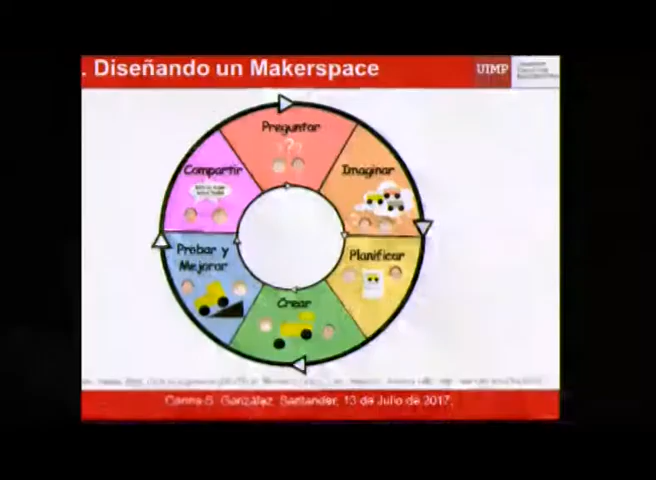 . Diseñando un Makerspace
UIMP
Preguntar
Compartir
Imaginar
Probar y
Mejorar
Planificar
Crear
Carina S. González. Santander, 13 de Julio de 2017.